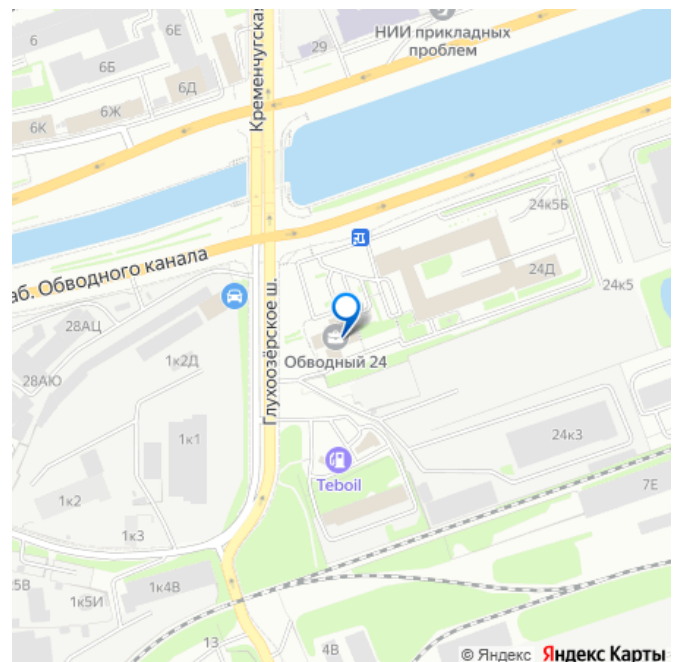 6
6Е
6Б
6Д
6Ж
6К
Кременчугская
29
НИИ прикладных
проблем
24к5Б
24Д
24к5
аб. Обводного канала
28АЦ
28АЮ
1к2Д
Глухоозёрское ш.
Обводный 24
1к1
1к2
1к3
Teboil
24к3
7Е
5В
1к5И
1к4В
13
4В
© Яндекс Яндекс Карты